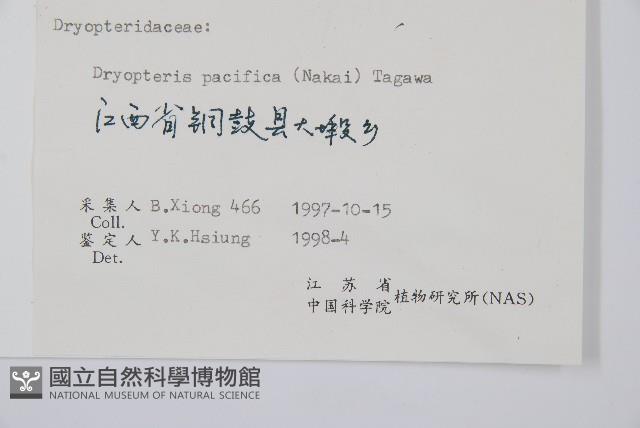 Dryopteridaceae:
Dryopteris pacifica (Nakai) Tagawa
江西省铜鼓县大塅乡
采集人 B.Xiong 466 1997-10-15
Coll.
鉴定人 Y.K.Hsiung 1998-4
Det.
江苏省
中国科学院 植物研究所(NAS)
國立自然科學博物館
NATIONAL MUSEUM OF NATURAL SCIENCE